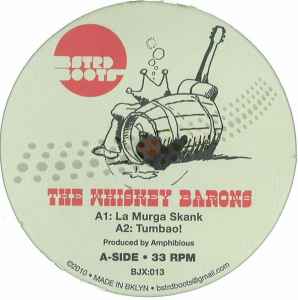 BSTRD
BOOTS
THE WHISKEY BARONS
A1: La Murga Skank
A2: Tumbao!
Produced by Amphibious
A-SIDE • 33 RPM
BJX:013
©2010 • MADE IN BKLYN • bstrdboots@gmail.com